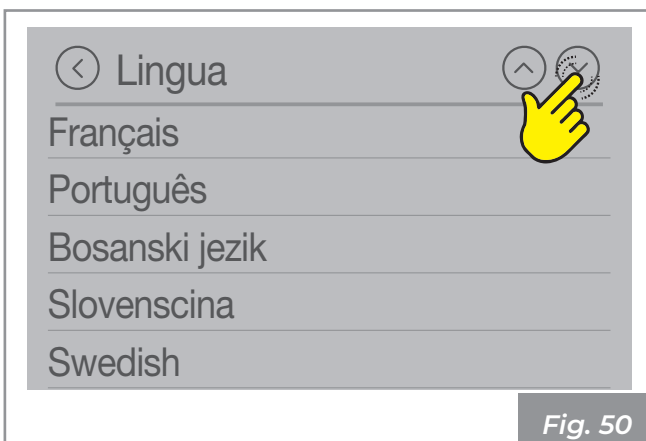 Lingua
Français
Português
Bosanski jezik
Slovenscina
Swedish
Fig. 50